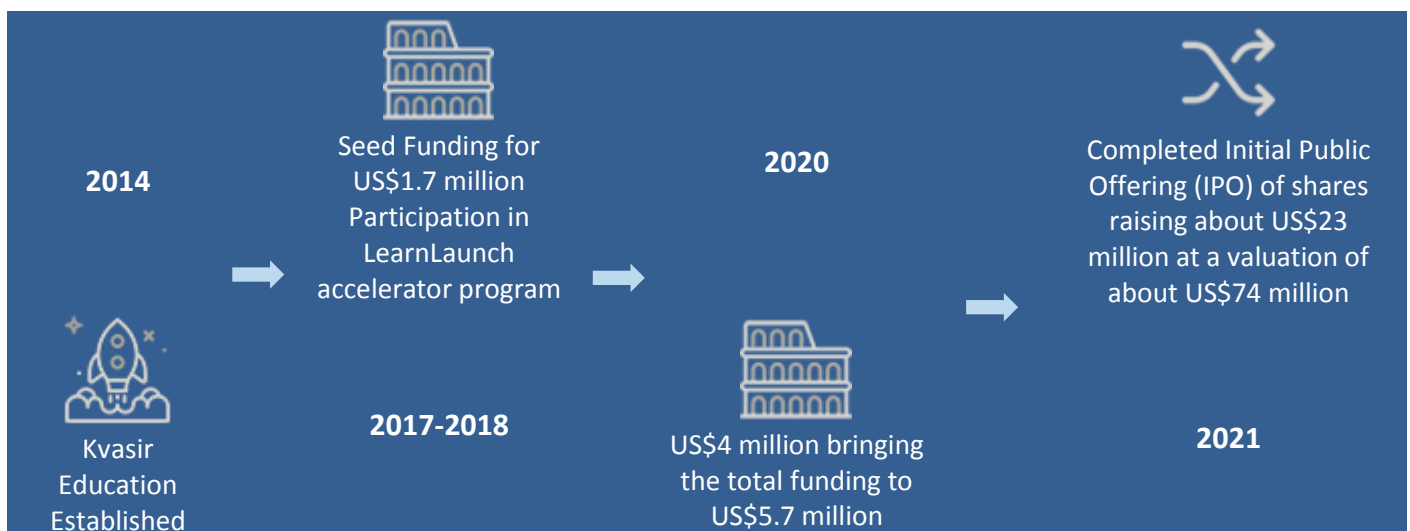 2014
Kvasir
Education
Established
Seed Funding for
US$1.7 million
Participation in
LearnLaunch
accelerator program
2017-2018
2020
US$4 million bringing
the total funding to
US$5.7 million
Completed Initial Public
Offering (IPO) of shares
raising about US$23
million at a valuation of
about US$74 million
2021